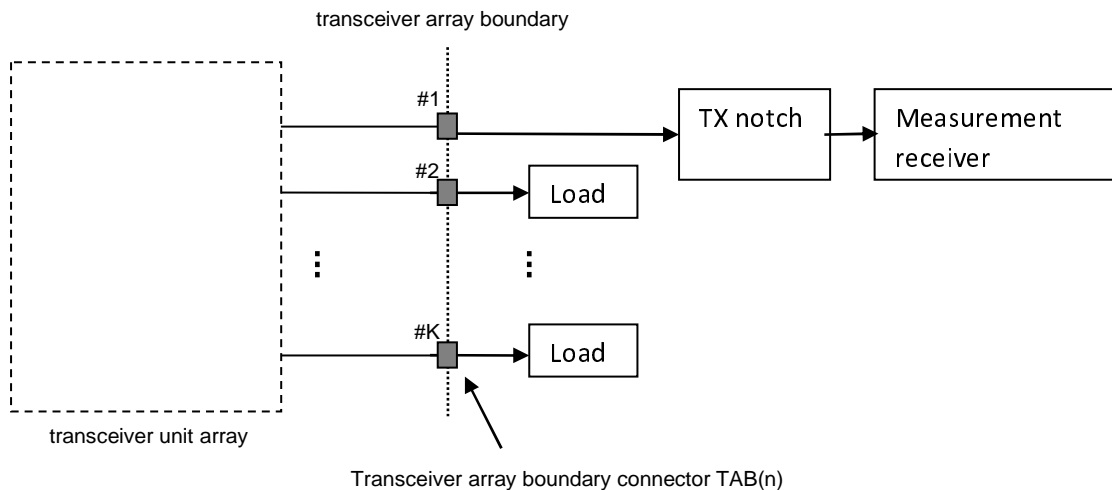 transceiver array boundary
#1
TX notch
Measurement
receiver
#2
Load
#K
Load
transceiver unit array
Transceiver array boundary connector TAB(n)